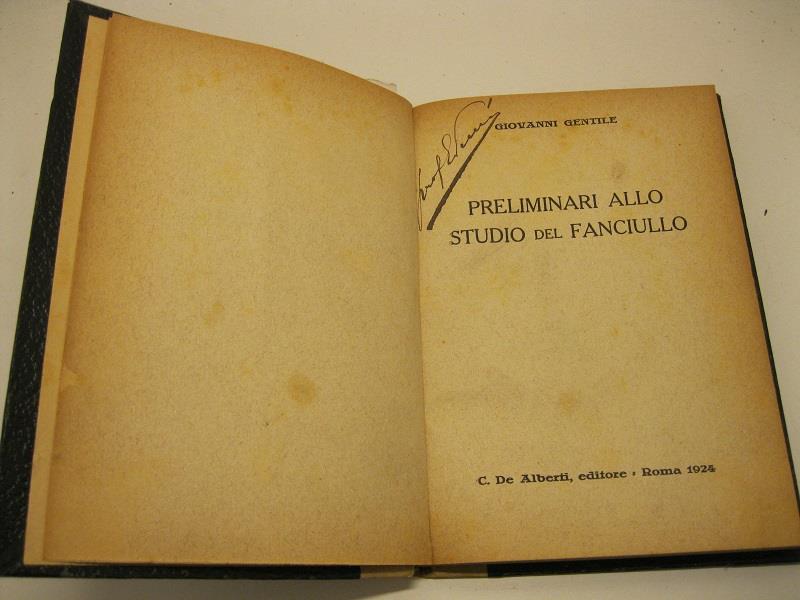 GIOVANNI GENTILE
PRELIMINARI ALLO
STUDIO DEL FANCIULLO
C. De Alberti, editore - Roma 1924